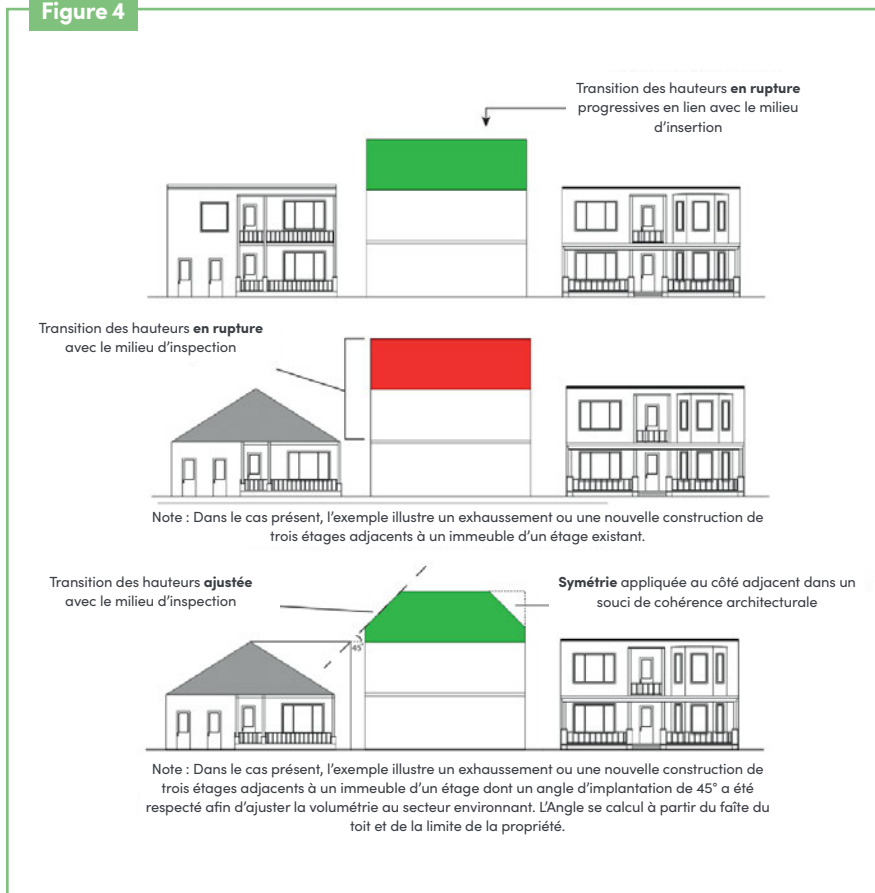 Figure 4
Transition des hauteurs en rupture
progressives en lien avec le milieu
d'insertion
Transition des hauteurs en rupture
avec le milieu d'inspection
Note : Dans le cas présent, l'exemple illustre un exhaussement ou une nouvelle construction de
trois étages adjacents à un immeuble d'un étage existant.
Transition des hauteurs ajustée
avec le milieu d'inspection
Symétrie appliquée au côté adjacent dans un
souci de cohérence architecturale
45°
Note : Dans le cas présent, l'exemple illustre un exhaussement ou une nouvelle construction de
trois étages adjacents à un immeuble d'un étage dont un angle d'implantation de 45° a été
respecté afin d'ajuster la volumétrie au secteur environnant. L'Angle se calcul à partir du faîte du
toit et de la limite de la propriété.